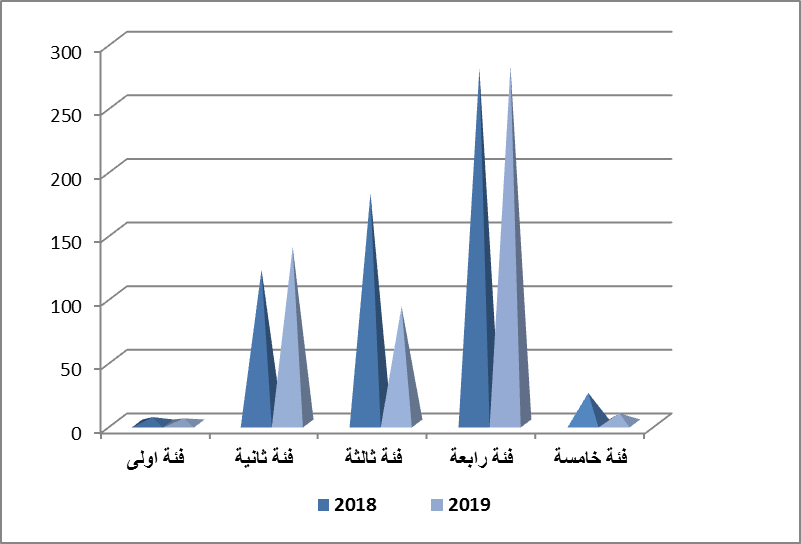 300
250
200
150
100
50
0
فئة اولى
فئة ثانية
فئة ثالثة
فئة رابعة
فئة خامسة
2018
2019